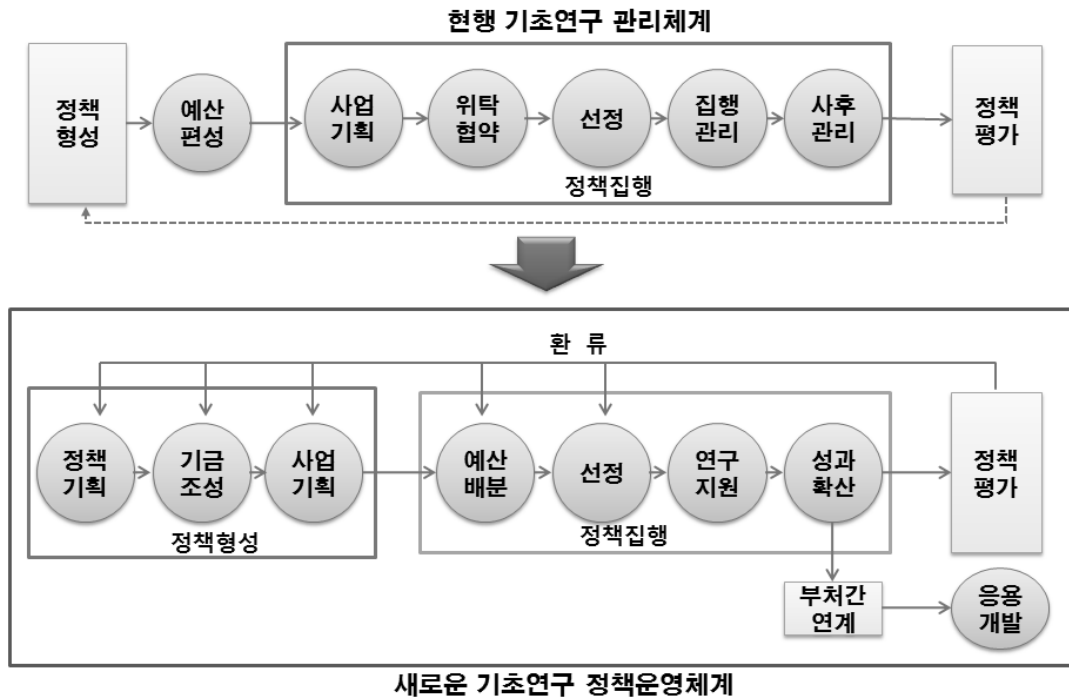 현행 기초연구 관리체계
정책
형성
예산
편성
사업
기획
위탁
협약
선정
집행
관리
사후
관리
정책집행
정책
평가
환 류
정책
기획
기금
조성
사업
기획
정책형성
예산
배분
선정
연구
지원
성과
확산
정책집행
정책
평가
부처간
연계
응용
개발
새로운 기초연구 정책운영체계